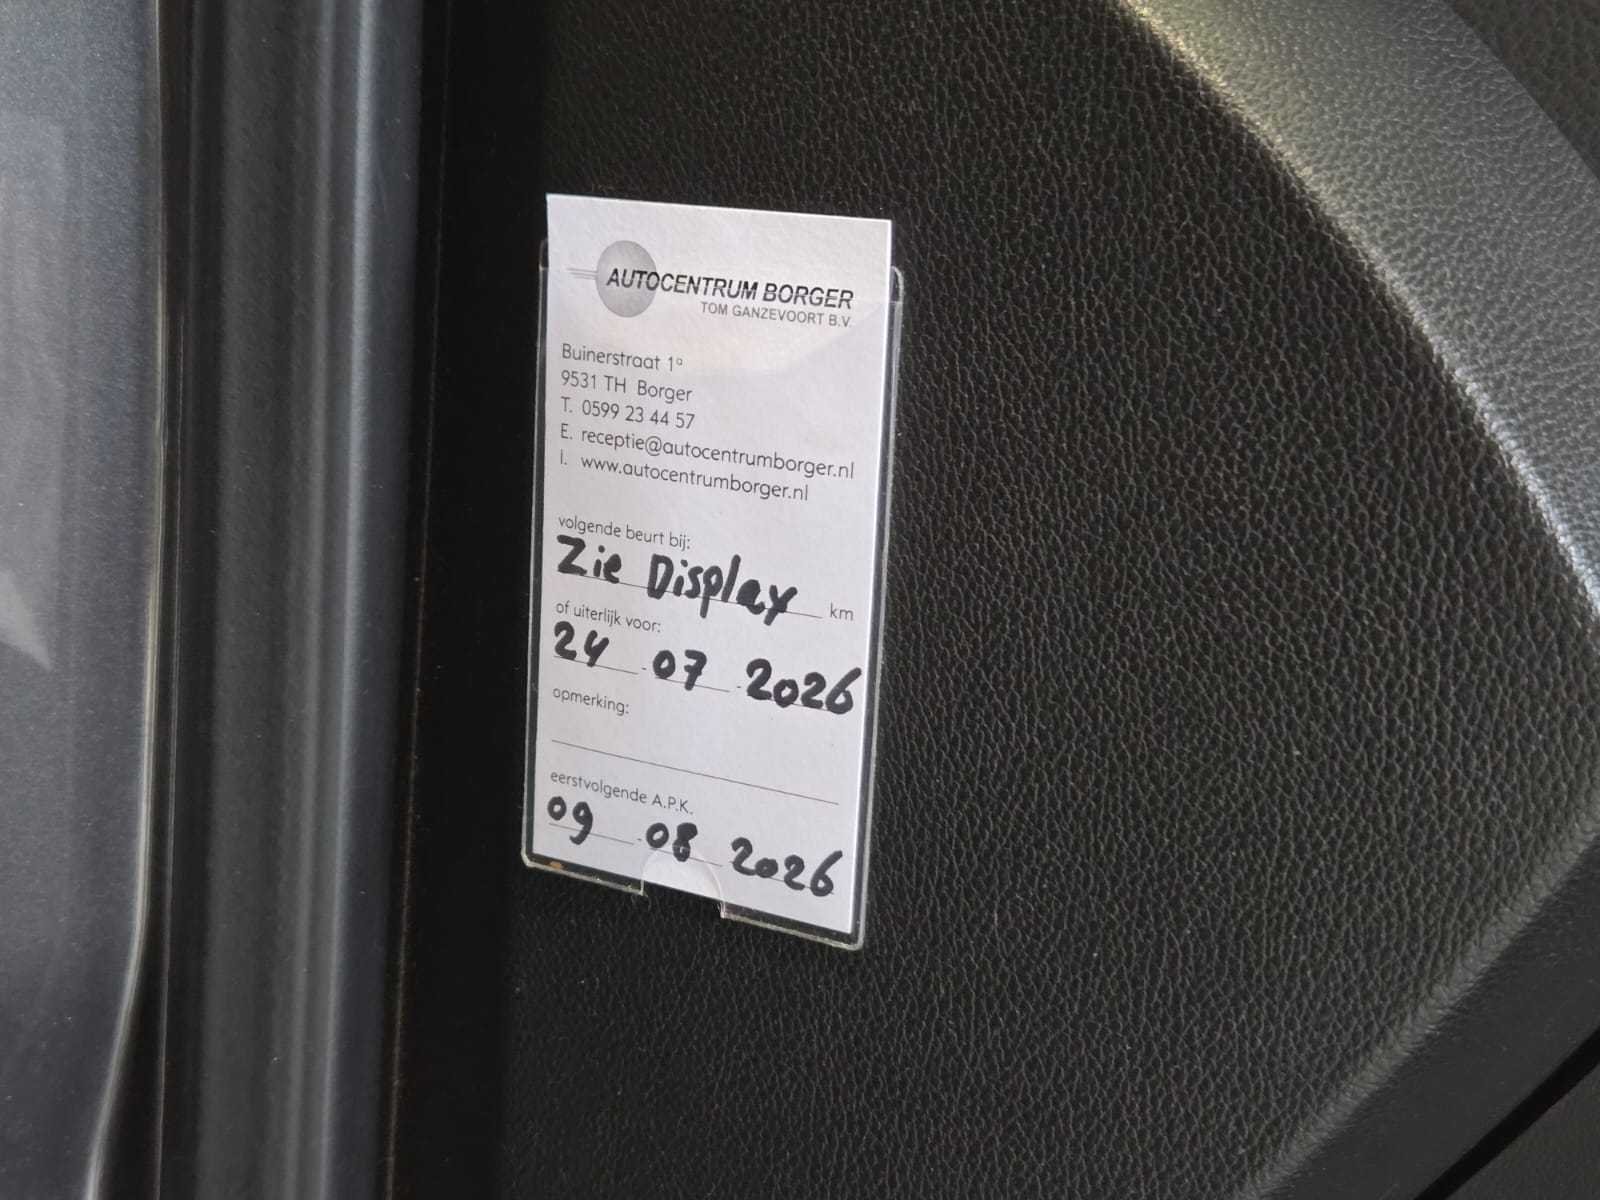 AUTOCENTRUM BORGER
TOM GANZEVOORT B.V.
Buinerstraat 1ª
9531 TH Borger
T. 0599 23 44 57
E. receptie@autocentrumborger.nl
I. www.autocentrumborger.nl
volgende beurt bij:
Zie Display km
of uiterlijk voor:
24 - 07 - 2026
opmerking:
eerstvolgende A.P.K.
09 - 08 - 2026